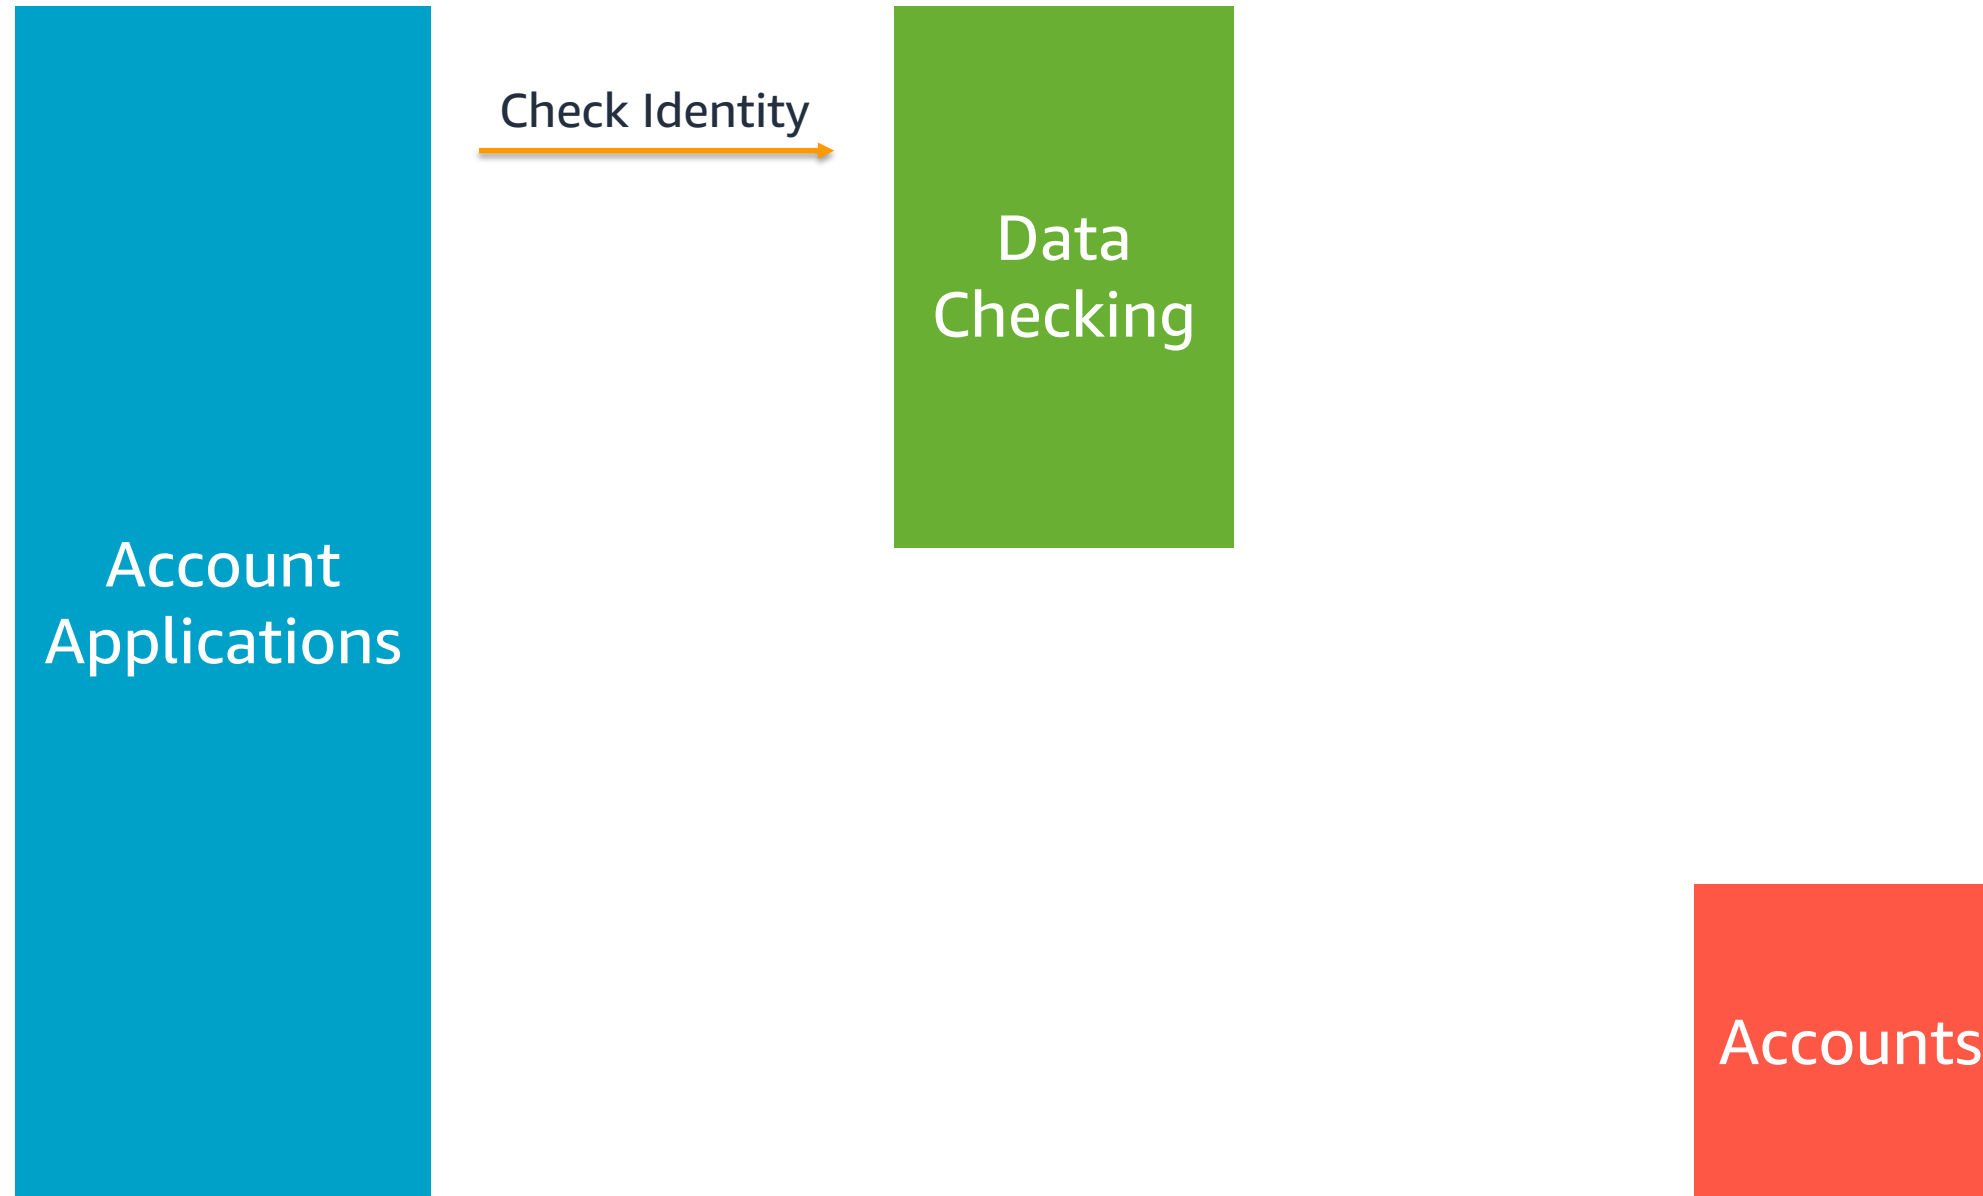 Check Identity
Data
Checking
Account
Applications
Accounts